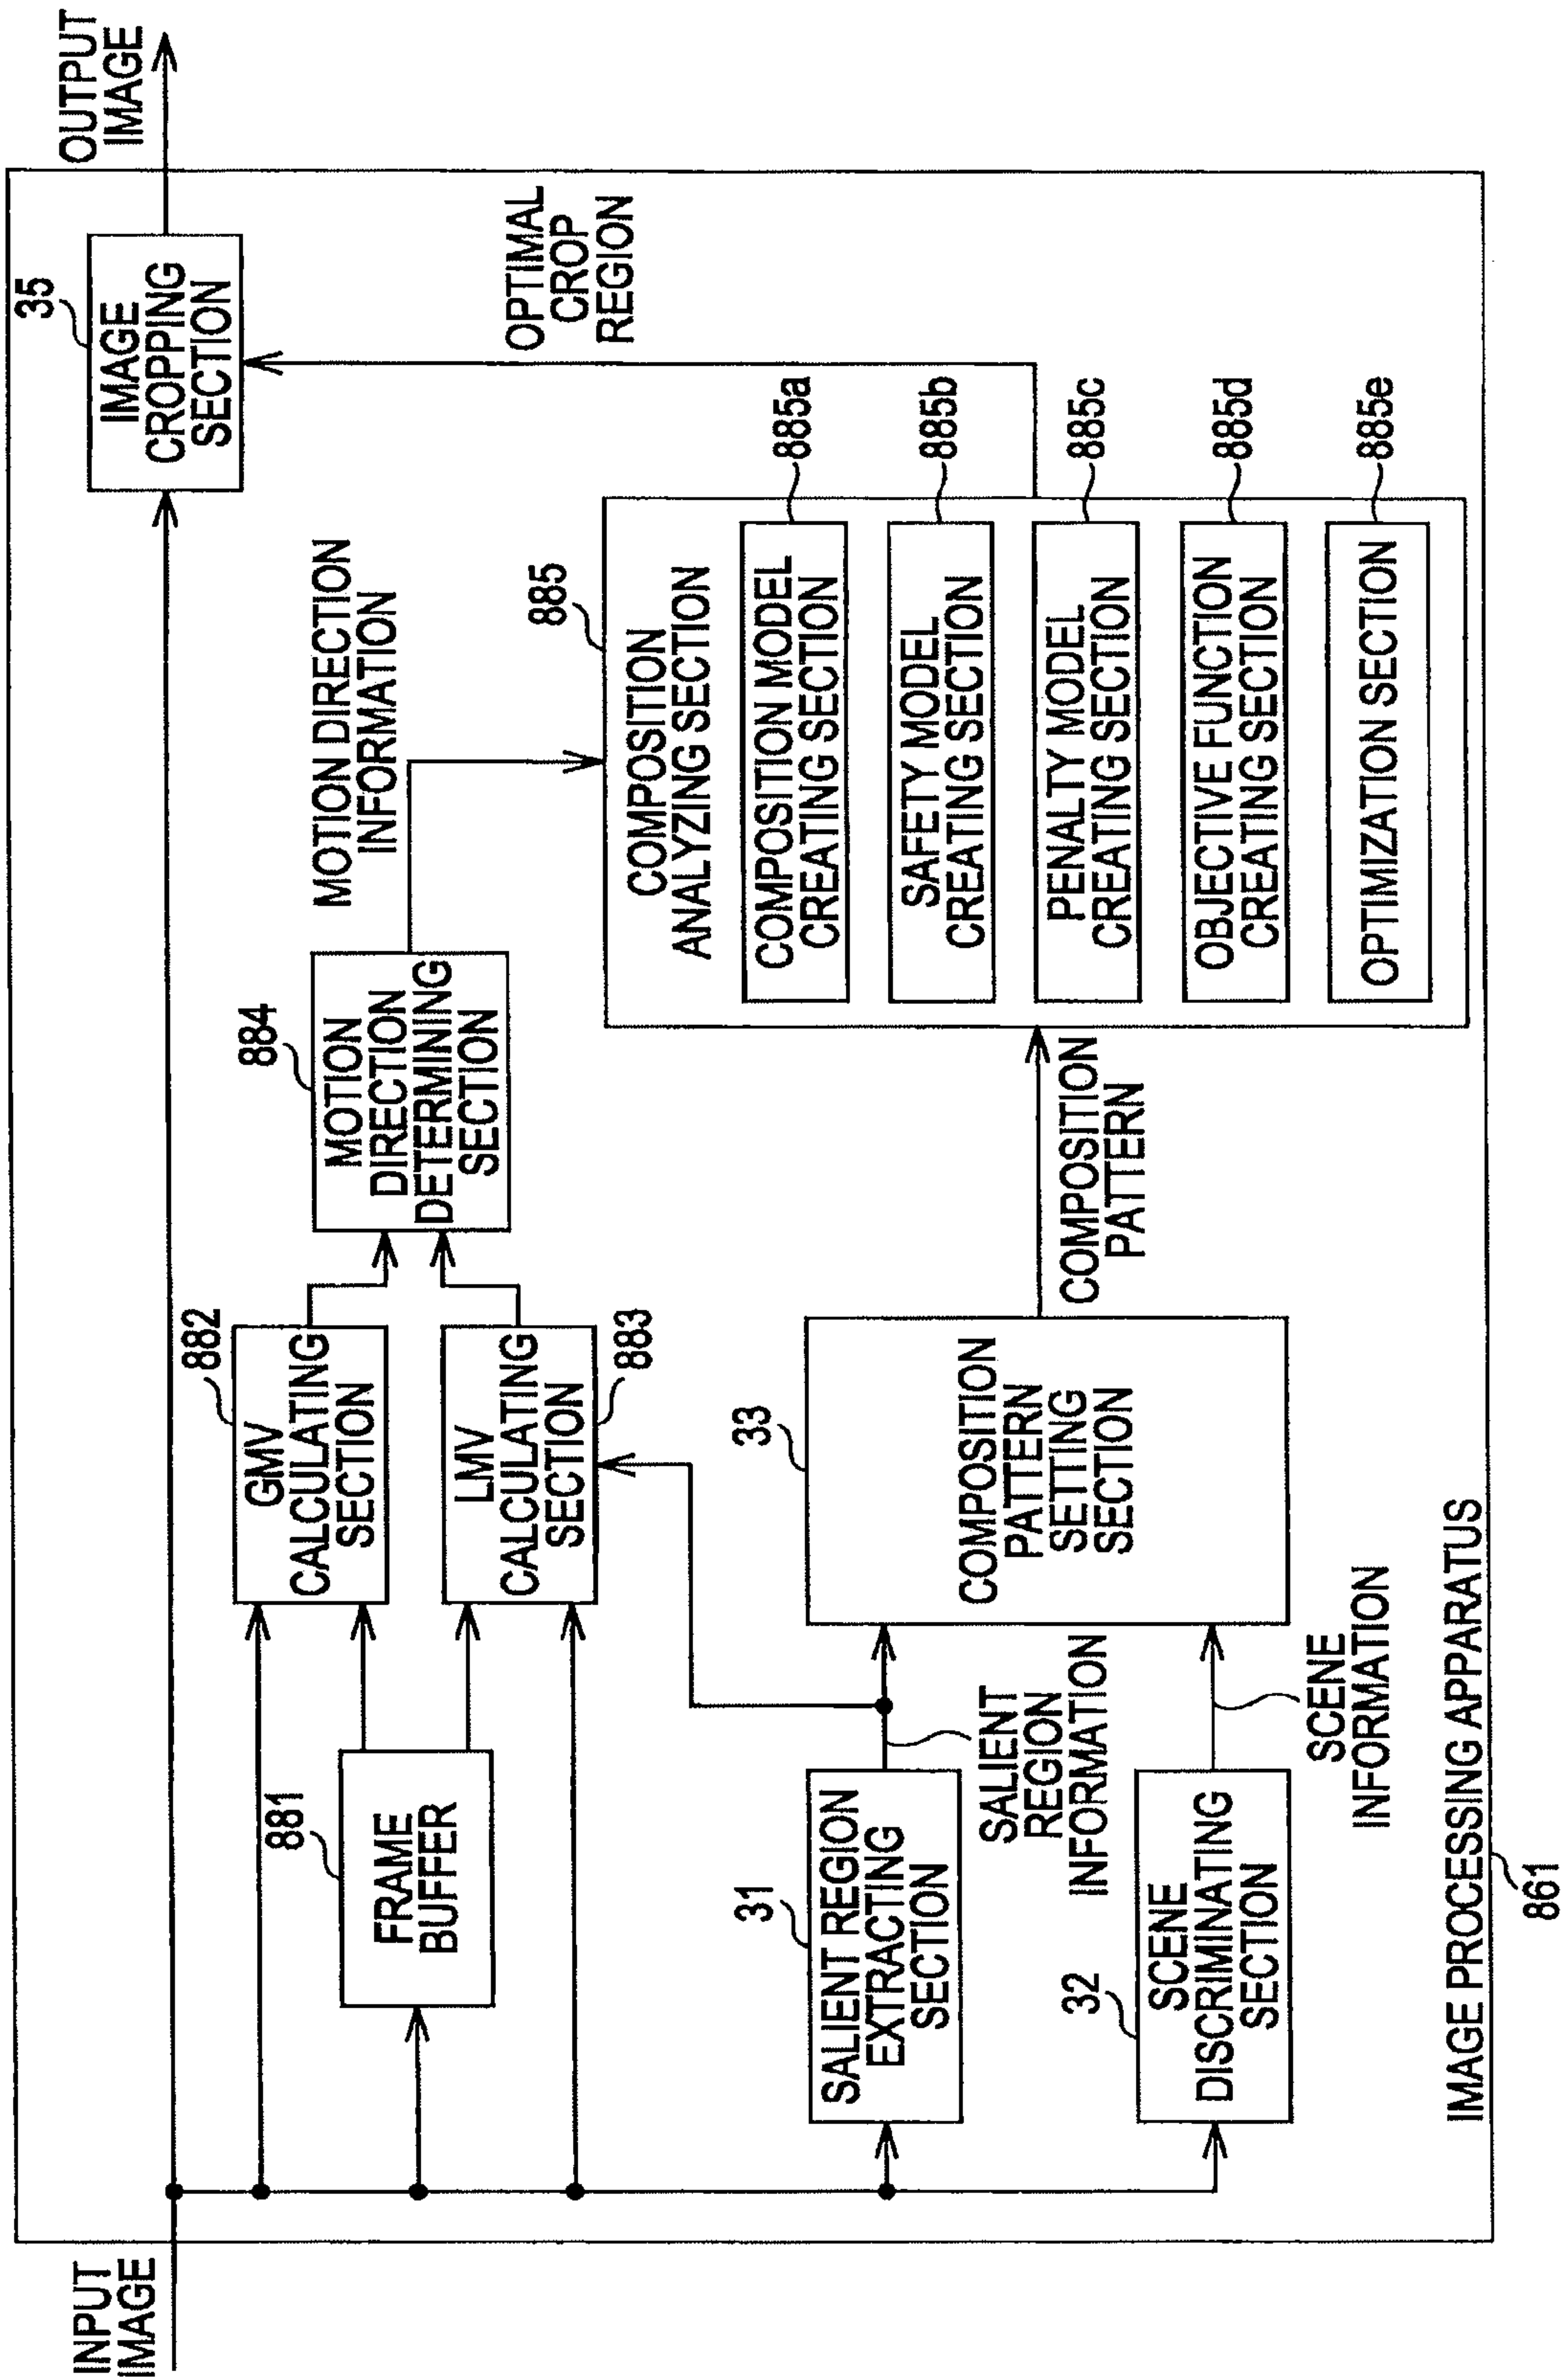 INPUT
IMAGE
OUTPUT
IMAGE
35
IMAGE
CROPPING
SECTION
OPTIMAL
CROP
REGION
882
GMV
CALCULATING
SECTION
881
FRAME
BUFFER
LMV
CALCULATING
SECTION
883
884
MOTION
DIRECTION
DETERMINING
SECTION
MOTION DIRECTION
INFORMATION
31
SALIENT REGION
EXTRACTING
SECTION
SALIENT
REGION
INFORMATION
32
SCENE
DISCRIMINATING
SECTION
SCENE
INFORMATION
33
COMPOSITION
PATTERN
SETTING
SECTION
COMPOSITION
PATTERN
885
COMPOSITION
ANALYZING SECTION
COMPOSITION MODEL
CREATING SECTION
885a
SAFETY MODEL
CREATING SECTION
885b
PENALTY MODEL
CREATING SECTION
885c
OBJECTIVE FUNCTION
CREATING SECTION
885d
OPTIMIZATION SECTION
885e
IMAGE PROCESSING APPARATUS
861